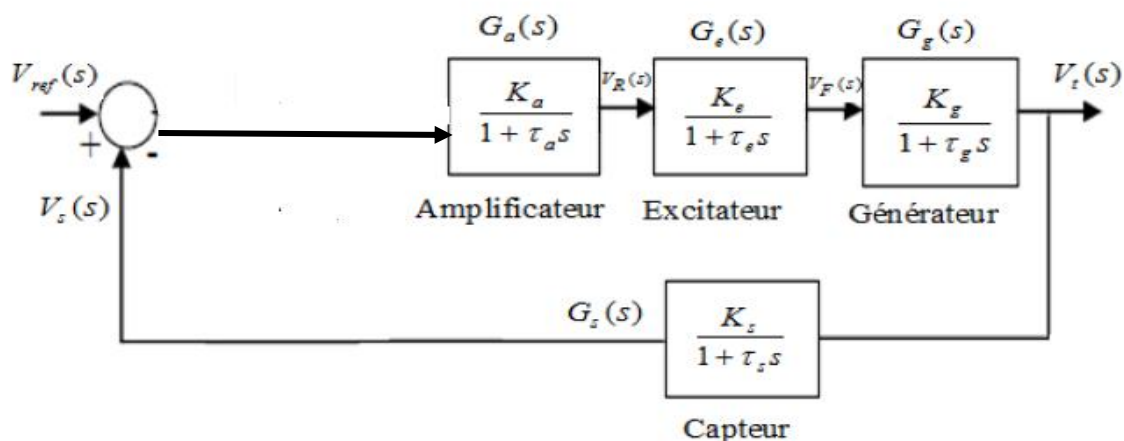 G_a(s) G_e(s) G_g(s)
V_ref(s) V_R(s) V_F(s) V_t(s)
K_a / 1 + τ_a s
K_e / 1 + τ_e s
K_g / 1 + τ_g s
+ -
V_s(s)
Amplificateur Excitateur Générateur
G_s(s)
K_s / 1 + τ_s s
Capteur